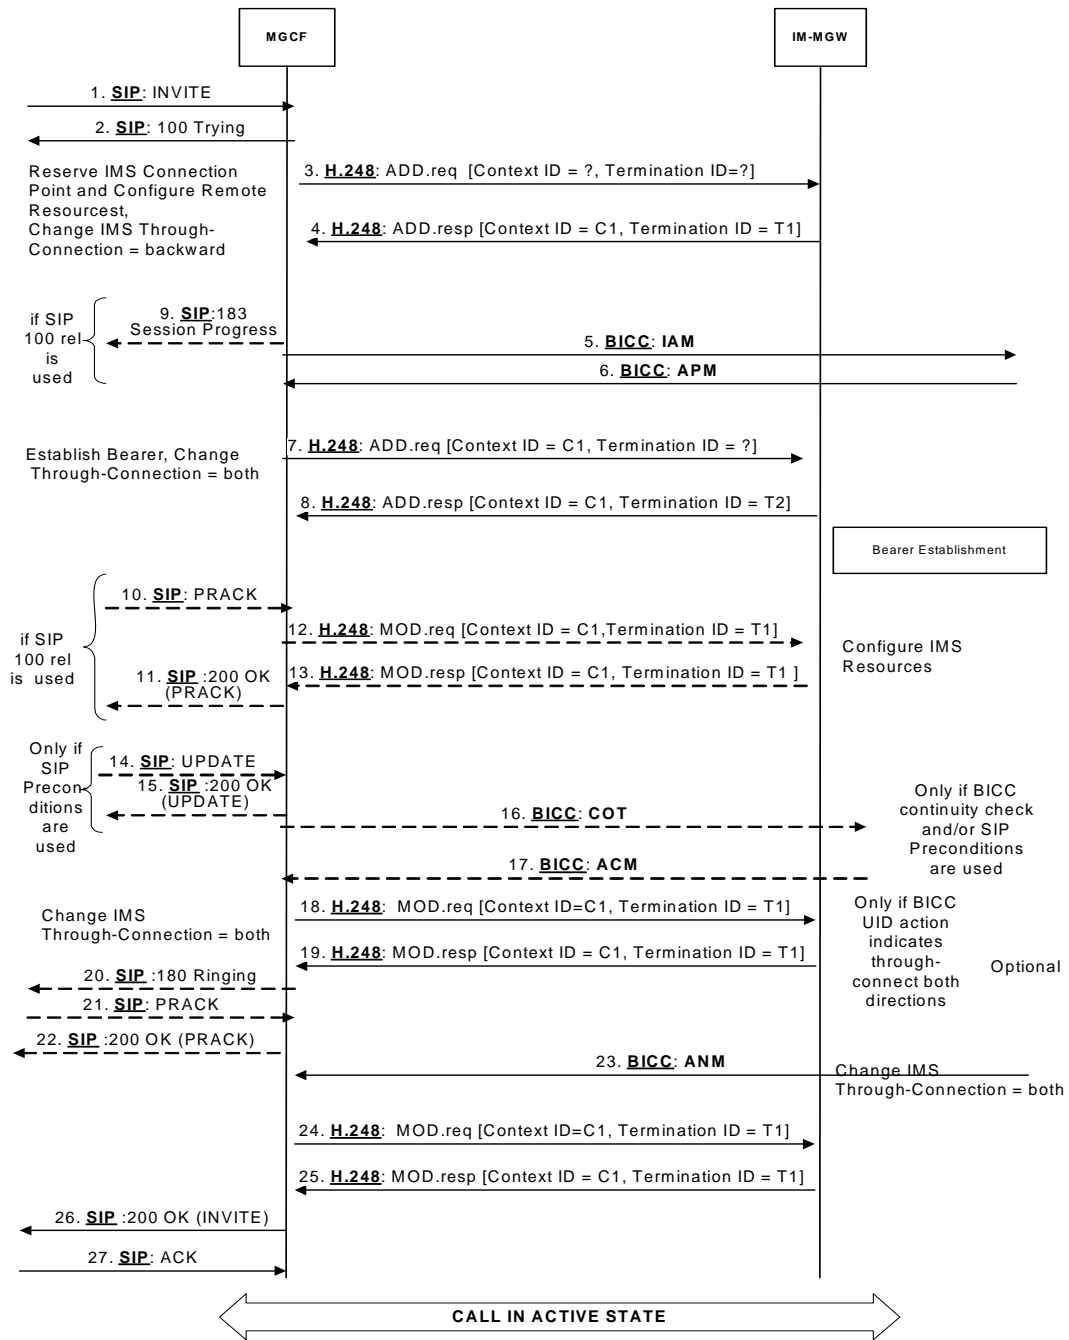 MGCF
IM-MGW
1. SIP: INVITE
2. SIP: 100 Trying
Reserve IMS Connection
Point and Configure Remote
Resourcest,
Change IMS Through-
Connection = backward
3. H.248: ADD.req [Context ID = ?, Termination ID=?]
4. H.248: ADD.resp [Context ID = C1, Termination ID = T1]
if SIP
100 rel
is
used
9. SIP:183
Session Progress
5. BICC: IAM
6. BICC: APM
Establish Bearer, Change
Through-Connection = both
7. H.248: ADD.req [Context ID = C1, Termination ID = ?]
8. H.248: ADD.resp [Context ID = C1, Termination ID = T2]
Bearer Establishment
if SIP
100 rel
is used
10. SIP: PRACK
12. H.248: MOD.req [Context ID = C1,Termination ID = T1]
13. H.248: MOD.resp [Context ID = C1, Termination ID = T1 ]
11. SIP :200 OK
(PRACK)
Configure IMS
Resources
Only if
SIP
Precon
ditions
are
used
14. SIP: UPDATE
15. SIP :200 OK
(UPDATE)
16. BICC: COT
Only if BICC
continuity check
and/or SIP
Preconditions
are used
17. BICC: ACM
Change IMS
Through-Connection = both
18. H.248: MOD.req [Context ID=C1, Termination ID = T1]
19. H.248: MOD.resp [Context ID = C1, Termination ID = T1]
Only if BICC
UID action
indicates
through-
connect both
directions
Optional
20. SIP :180 Ringing
21. SIP: PRACK
22. SIP :200 OK (PRACK)
23. BICC: ANM
Change IMS
Through-Connection = both
24. H.248: MOD.req [Context ID=C1, Termination ID = T1]
25. H.248: MOD.resp [Context ID = C1, Termination ID = T1]
26. SIP :200 OK (INVITE)
27. SIP: ACK
CALL IN ACTIVE STATE